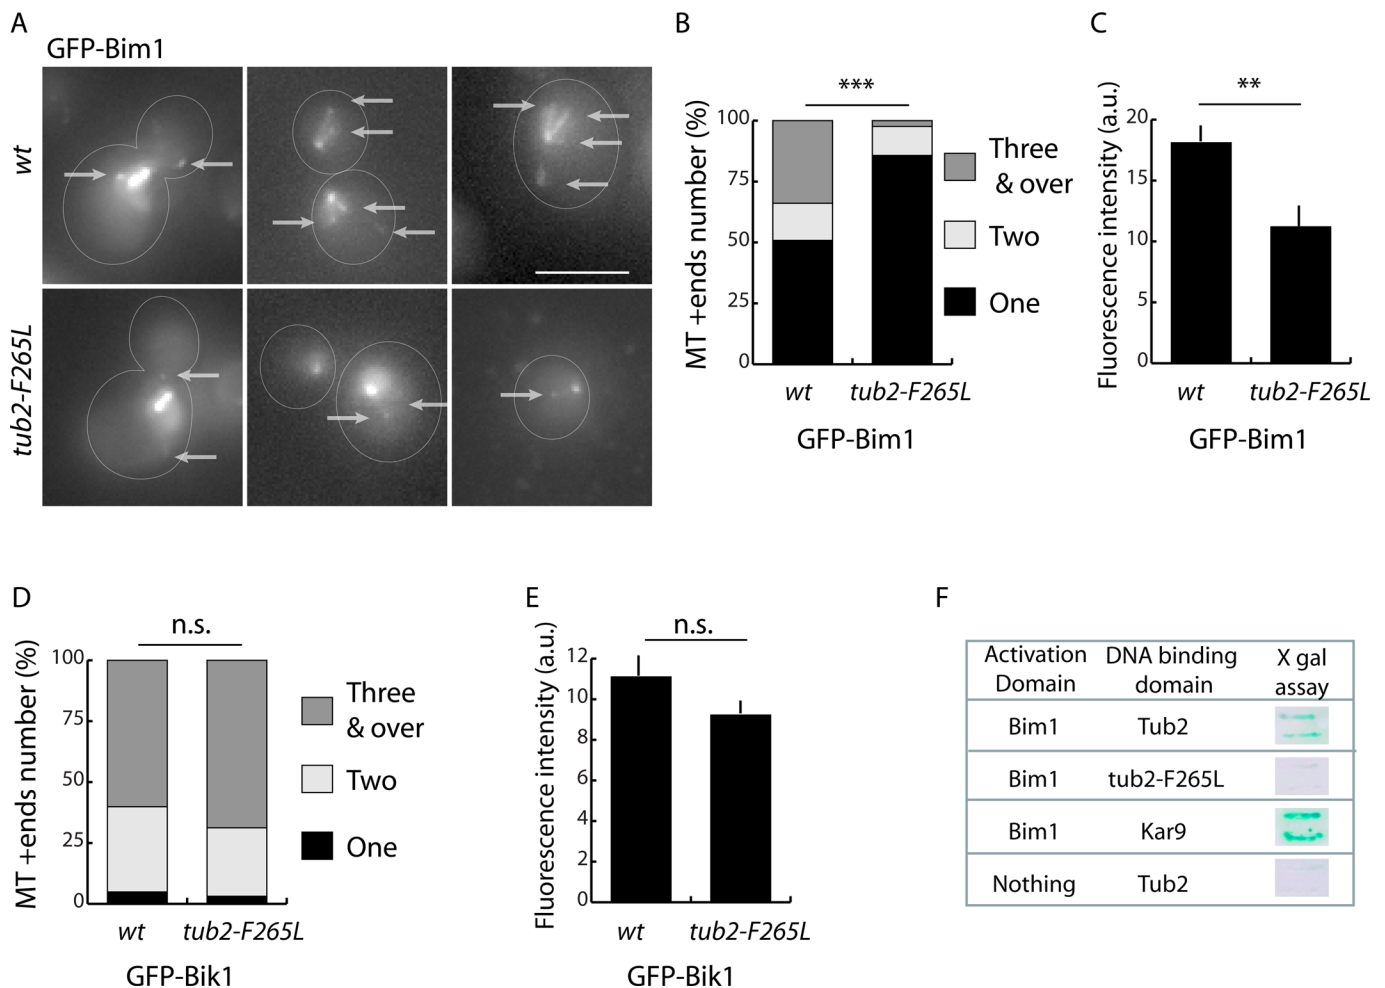 A
GFP-Bim1
wt
tub2-F265L
B
***
MT +ends number (%)
100
75
50
25
0
Three
& over
Two
One
wt
tub2-F265L
GFP-Bim1
C
**
Fluorescence intensity (a.u.)
20
15
10
5
0
wt
tub2-F265L
GFP-Bim1
D
n.s.
MT +ends number (%)
100
75
50
25
0
Three
& over
Two
One
wt
tub2-F265L
GFP-Bik1
E
n.s.
Fluorescence intensity (a.u.)
12
10
8
6
4
2
0
wt
tub2-F265L
GFP-Bik1
F
Activation DNA binding X gal
Domain domain assay
Bim1 Tub2
Bim1 tub2-F265L
Bim1 Kar9
Nothing Tub2